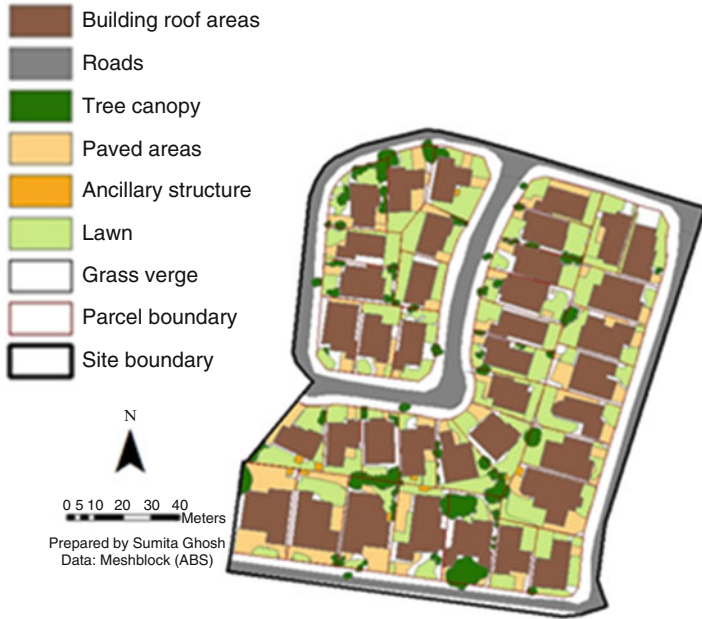 Building roof areas
Roads
Tree canopy
Paved areas
Ancillary structure
Lawn
Grass verge
Parcel boundary
Site boundary
N
0 5 10 20 30 40
Meters
Prepared by Sumita Ghosh
Data: Meshblock (ABS)